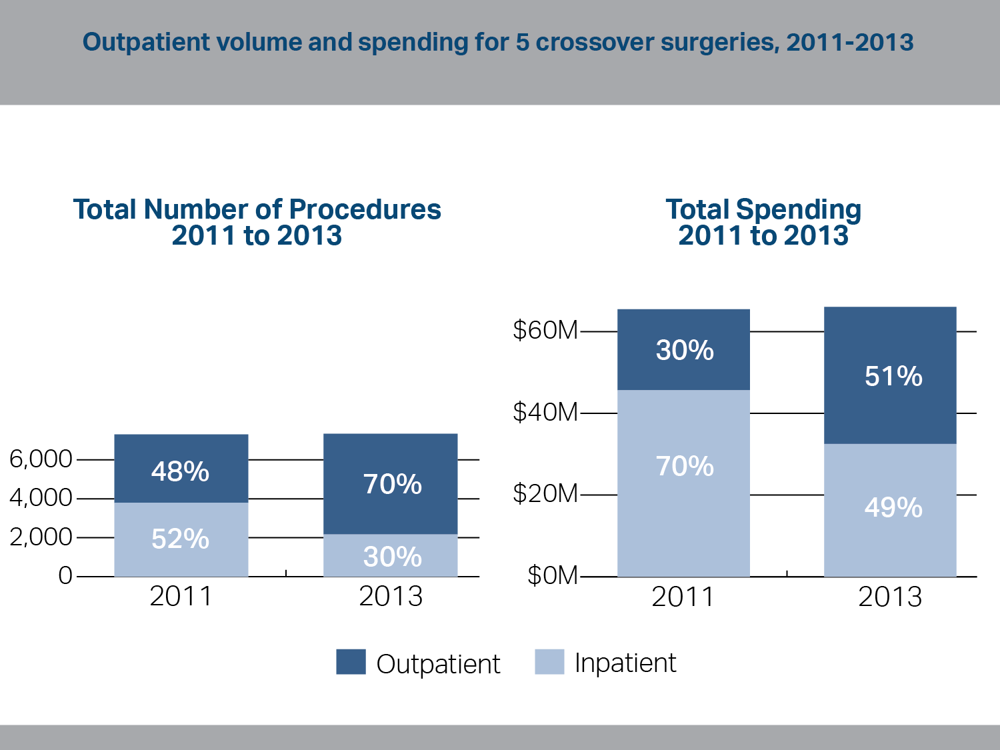 Outpatient volume and spending for 5 crossover surgeries, 2011-2013
Total Number of Procedures
2011 to 2013
6,000
4,000
2,000
0
48%
52%
70%
30%
2011
2013
Total Spending
2011 to 2013
$60M
$40M
$20M
$0M
30%
70%
51%
49%
2011
2013
Outpatient
Inpatient